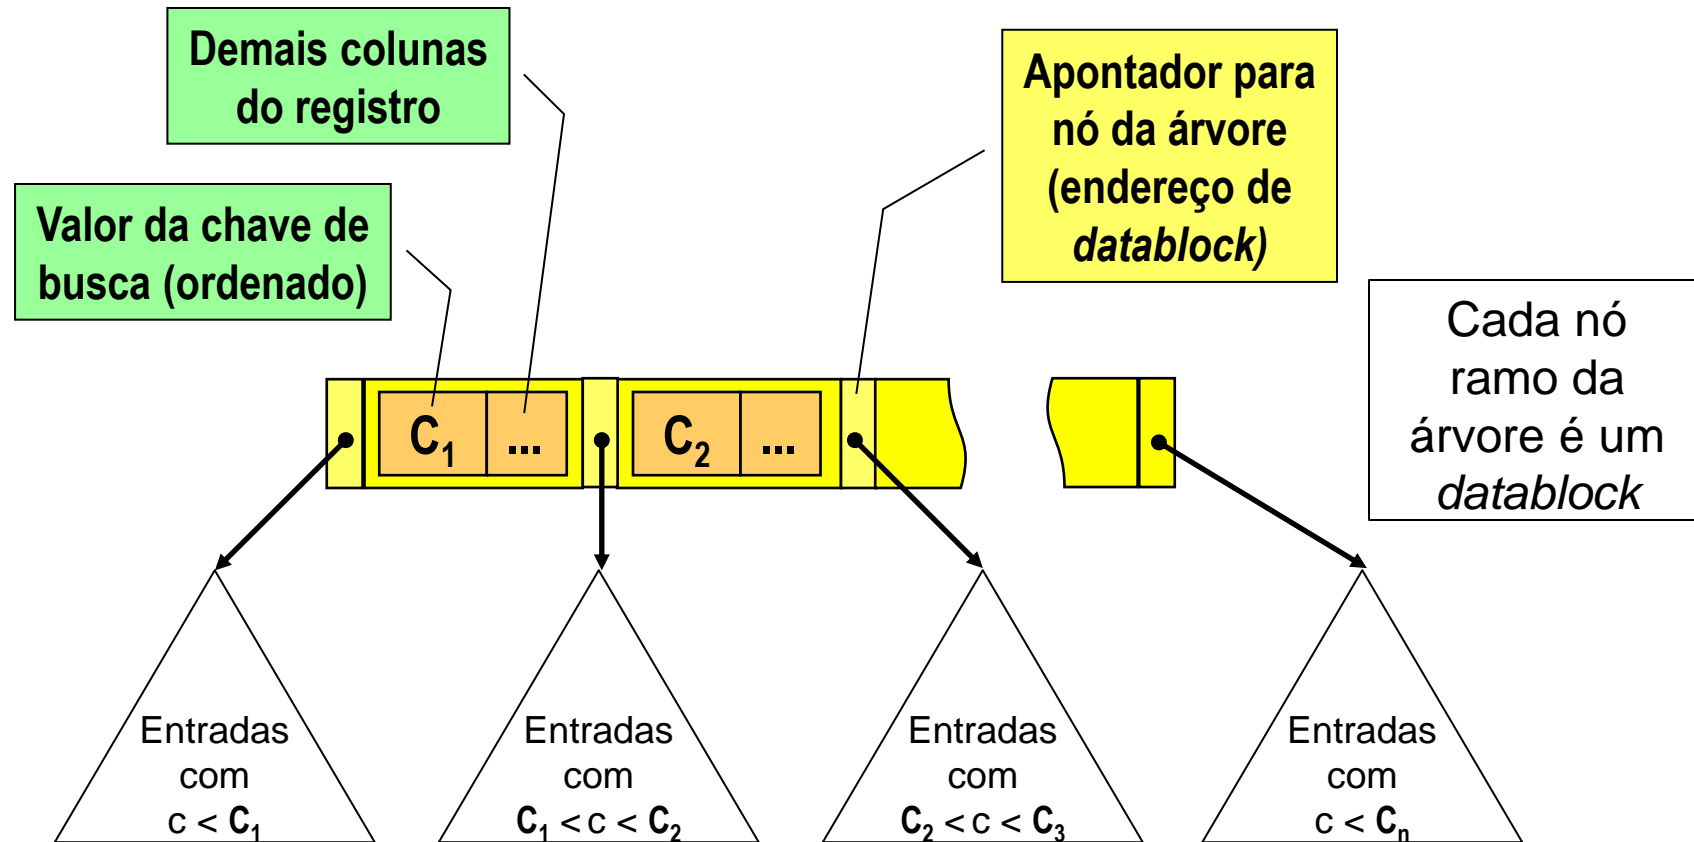 Demais colunas
do registro
Valor da chave de
busca (ordenado)
Apontador para
nó da árvore
(endereço de
datablock)
Cada nó
ramo da
árvore é um
datablock
C1 ... C2 ...
Entradas
com
c < C1
Entradas
com
C1 < c < C2
Entradas
com
C2 < c < C3
Entradas
com
c < Cn